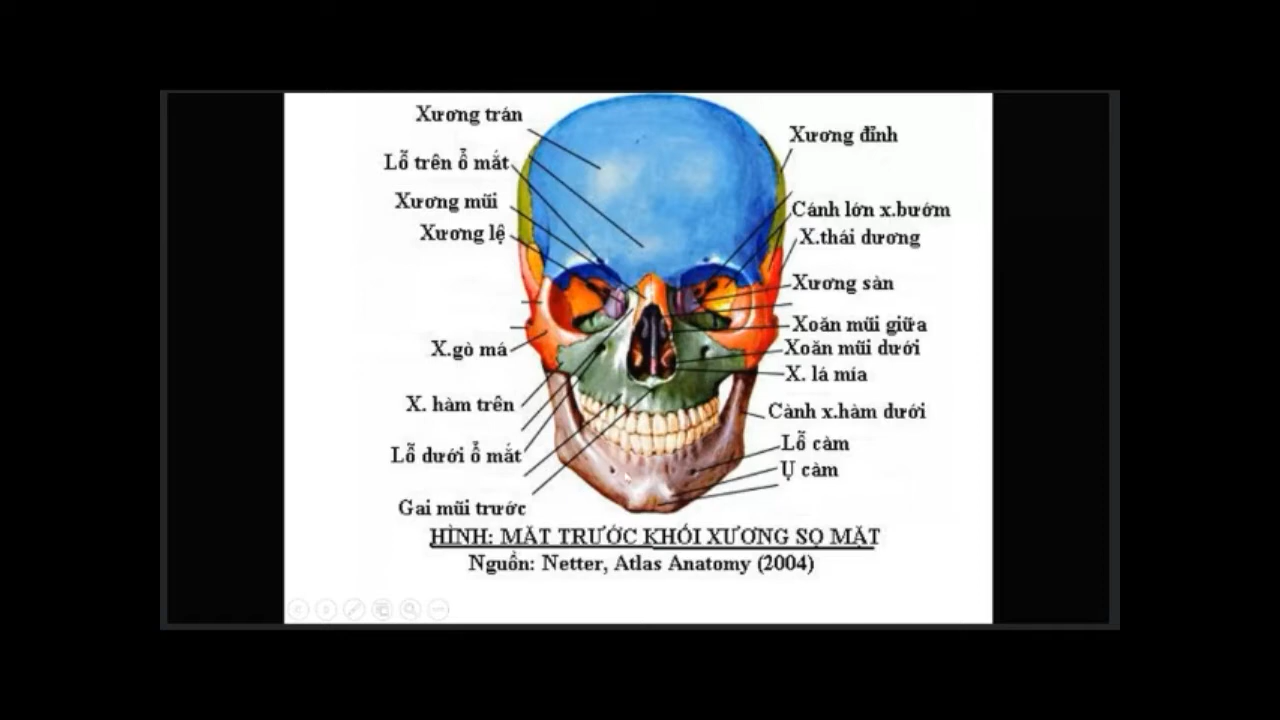 Xương trán
Lỗ trên ổ mắt
Xương mũi
Xương lệ
X.gò má
X. hàm trên
Lỗ dưới ổ mắt
Gai mũi trước
Xương đỉnh
Cánh lớn x.bướm
X.thái dương
Xương sàn
Xoăn mũi giữa
Xoăn mũi dưới
X. lá mía
Cành x.hàm dưới
Lỗ càm
Ụ càm
HÌNH: MẶT TRƯỚC KHỐI XƯƠNG SỌ MẶT
Nguồn: Netter, Atlas Anatomy (2004)